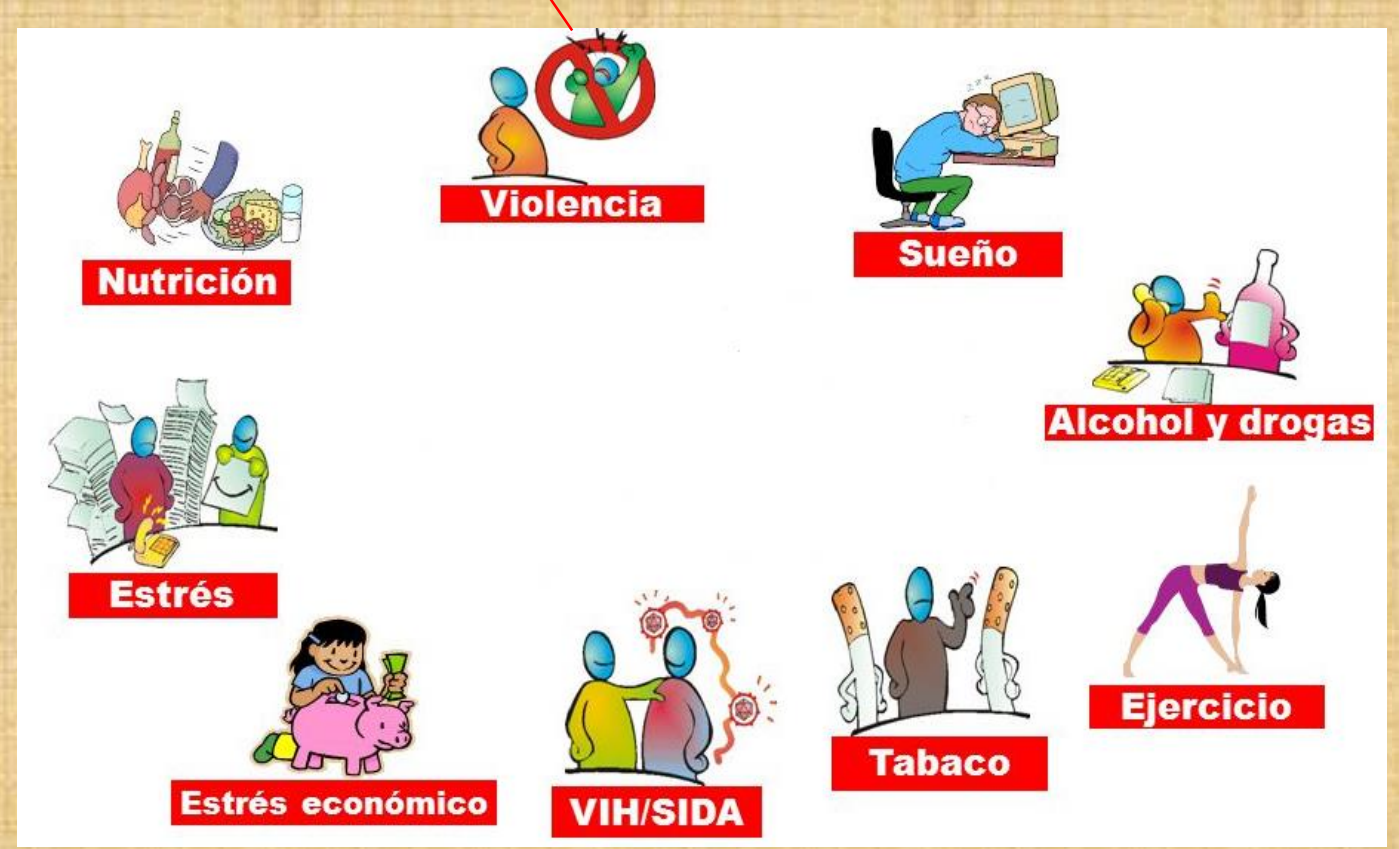 Violencia
Sueño
Nutrición
Alcohol y drogas
Estrés
Ejercicio
Tabaco
Estrés económico
VIH/SIDA